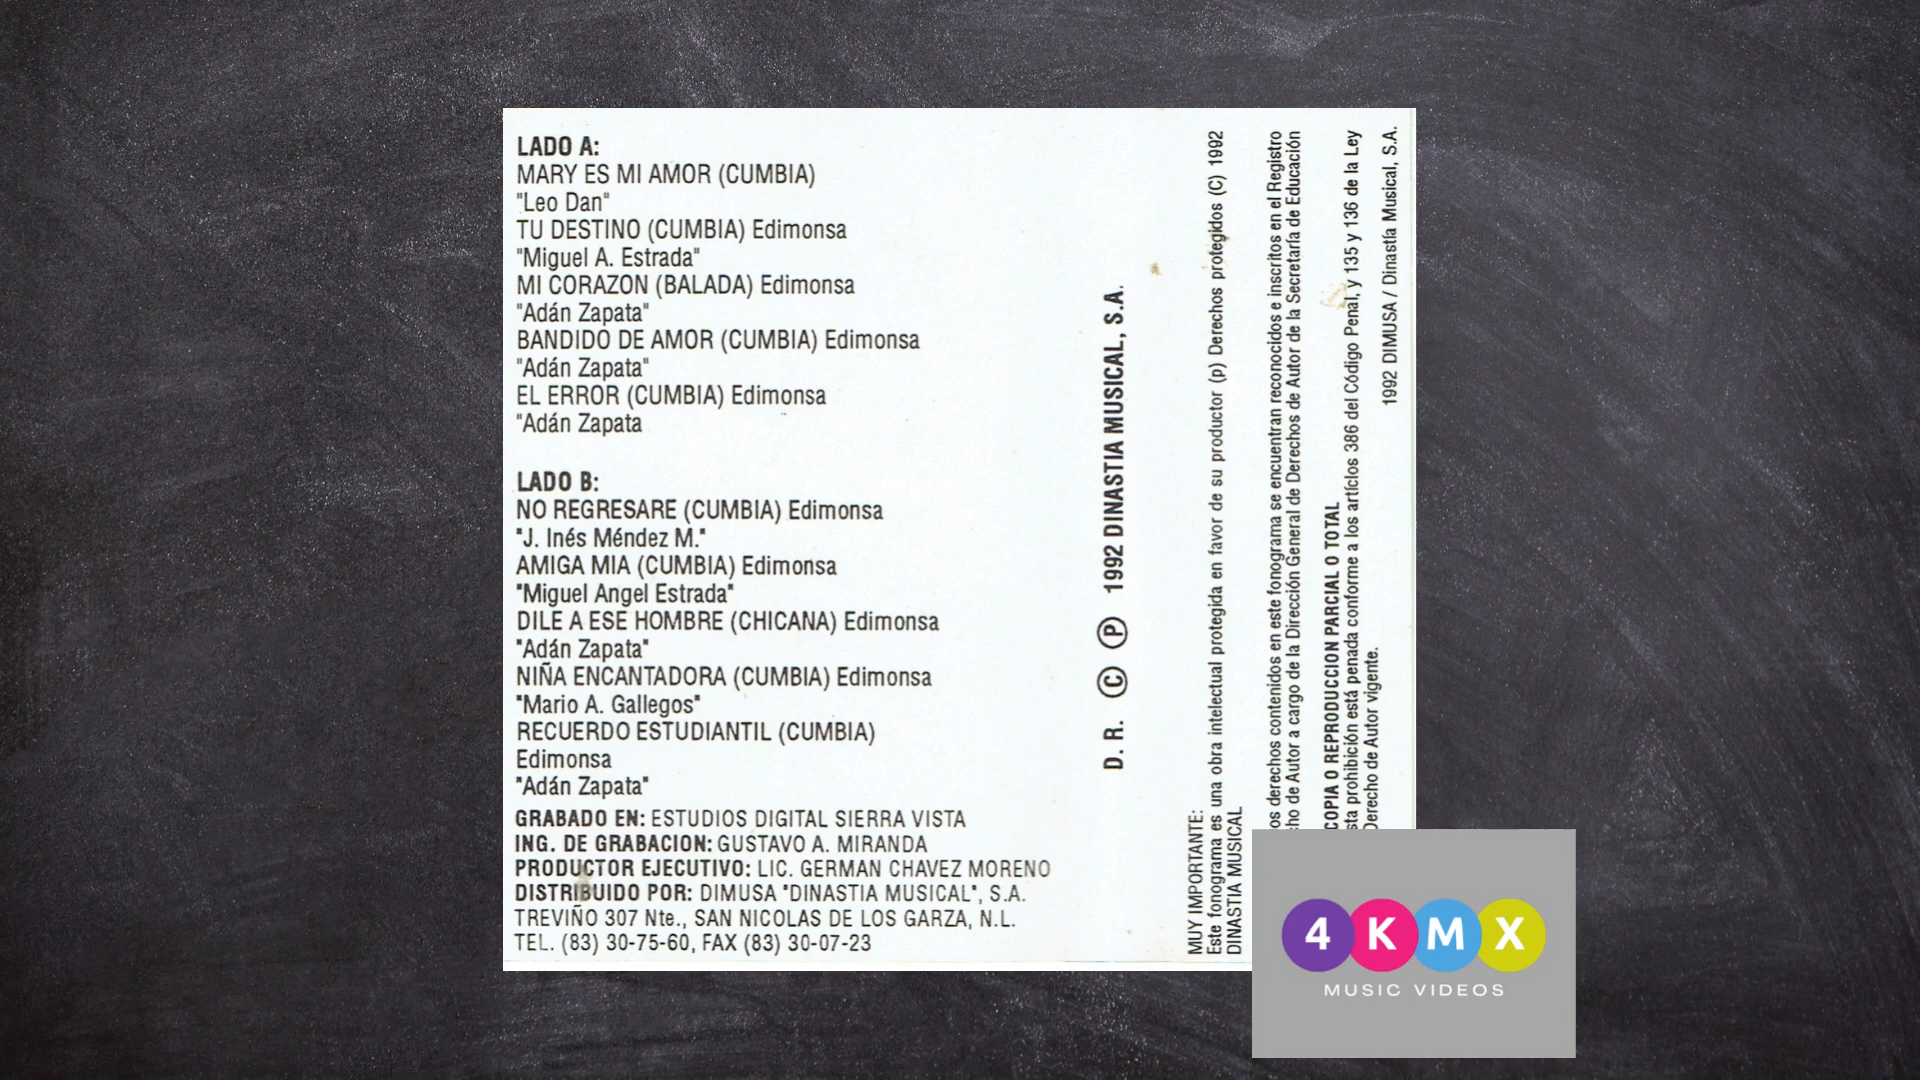 LADO A:
MARY ES MI AMOR (CUMBIA)
"Leo Dan"
TU DESTINO (CUMBIA) Edimonsa
"Miguel A. Estrada"
MI CORAZON (BALADA) Edimonsa
"Adán Zapata"
BANDIDO DE AMOR (CUMBIA) Edimonsa
"Adán Zapata"
EL ERROR (CUMBIA) Edimonsa
"Adán Zapata
LADO B:
NO REGRESARE (CUMBIA) Edimonsa
"J. Inés Méndez M."
AMIGA MIA (CUMBIA) Edimonsa
"Miguel Angel Estrada"
DILE A ESE HOMBRE (CHICANA) Edimonsa
"Adán Zapata"
NIÑA ENCANTADORA (CUMBIA) Edimonsa
"Mario A. Gallegos"
RECUERDO ESTUDIANTIL (CUMBIA)
Edimonsa
"Adán Zapata"
GRABADO EN: ESTUDIOS DIGITAL SIERRA VISTA
ING. DE GRABACION: GUSTAVO A. MIRANDA
PRODUCTOR EJECUTIVO: LIC. GERMAN CHAVEZ MORENO
DISTRIBUIDO POR: DIMUSA "DINASTIA MUSICAL", S.A.
TREVIÑO 307 Nte., SAN NICOLAS DE LOS GARZA, N.L.
TEL. (83) 30-75-60, FAX (83) 30-07-23
D. R. © Ⓟ 1992 DINASTIA MUSICAL, S.A.
MUY IMPORTANTE:
Este fonograma es una obra intelectual protegida en favor de su productor (p) Derechos protegidos (C) 1992
DINASTIA MUSICAL
os derechos contenidos en este fonograma se encuentran reconocidos e inscritos en el Registro
cho de Autor a cargo de la Dirección General de Derechos de Autor de la Secretaría de Educación
COPIA O REPRODUCCION PARCIAL O TOTAL
sta prohibición está penada conforme a los artíclos 386 del Código Penal, y 135 y 136 de la Ley
Derecho de Autor vigente.
1992 DIMUSA / Dinastía Musical, S.A.
4KMX
MUSIC VIDEOS